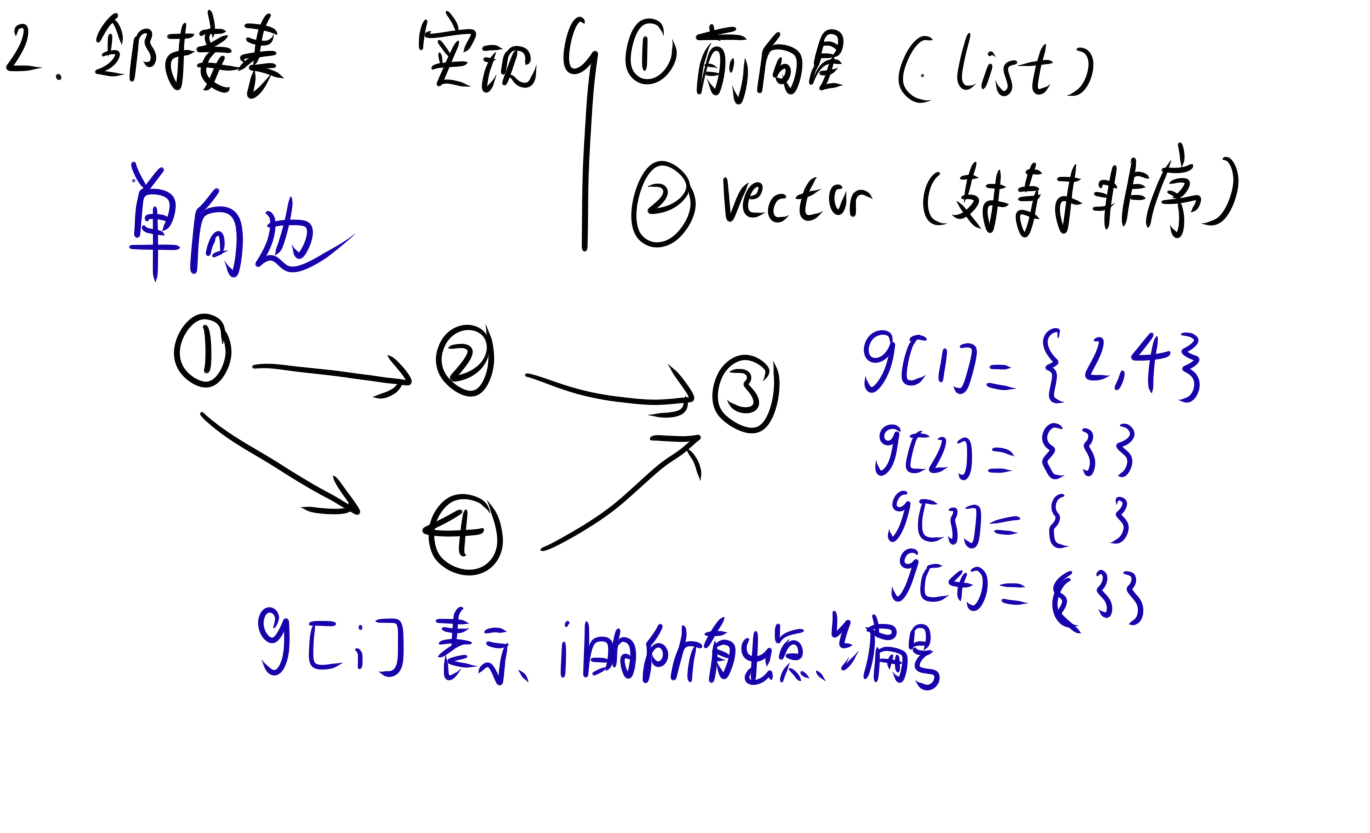 2. 邻接表 实现 ① 前向星 (list)
② vector (支持排序)
单向边
① ② ③
④
g[1] = {2,4}
g[2] = {3}
g[3] = { }
g[4] = {3}
g[i] 表示、i的所有出点、编号